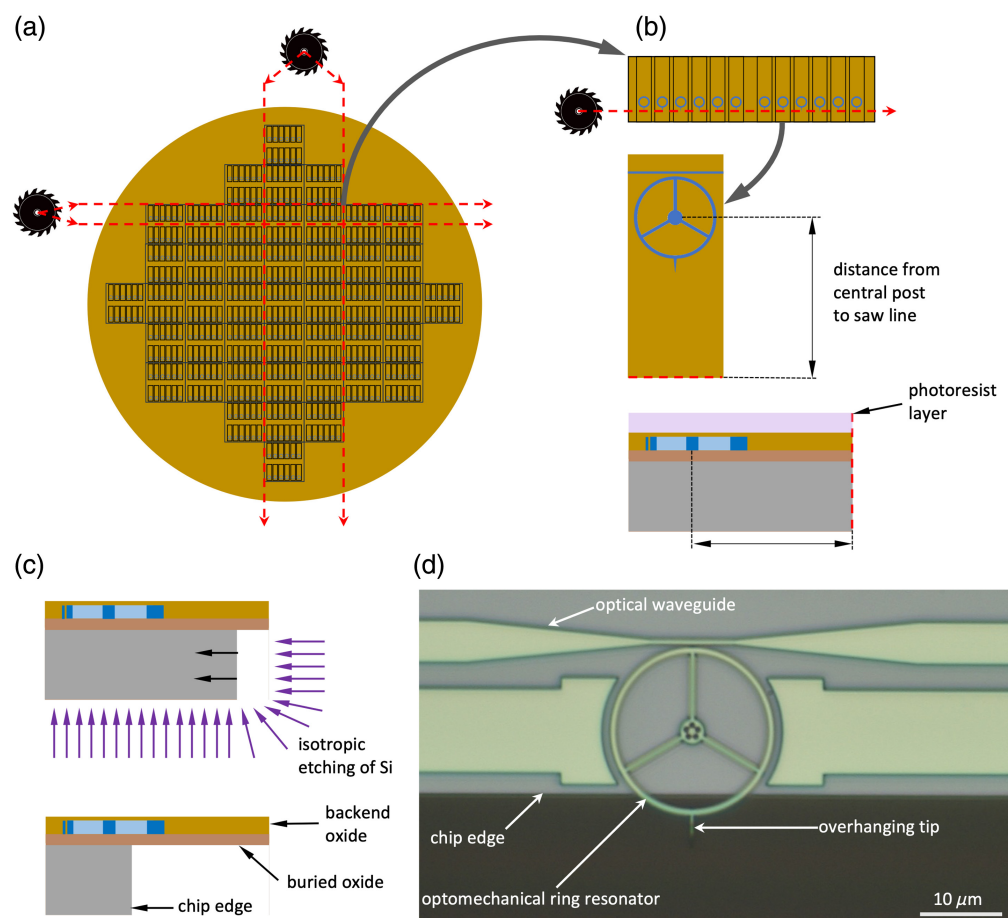 (a)
(b)
distance from
central post
to saw line
photoresist
layer
(c)
isotropic
etching of Si
backend
oxide
buried oxide
chip edge
(d)
optical waveguide
chip edge
overhanging tip
optomechanical ring resonator
10 μm